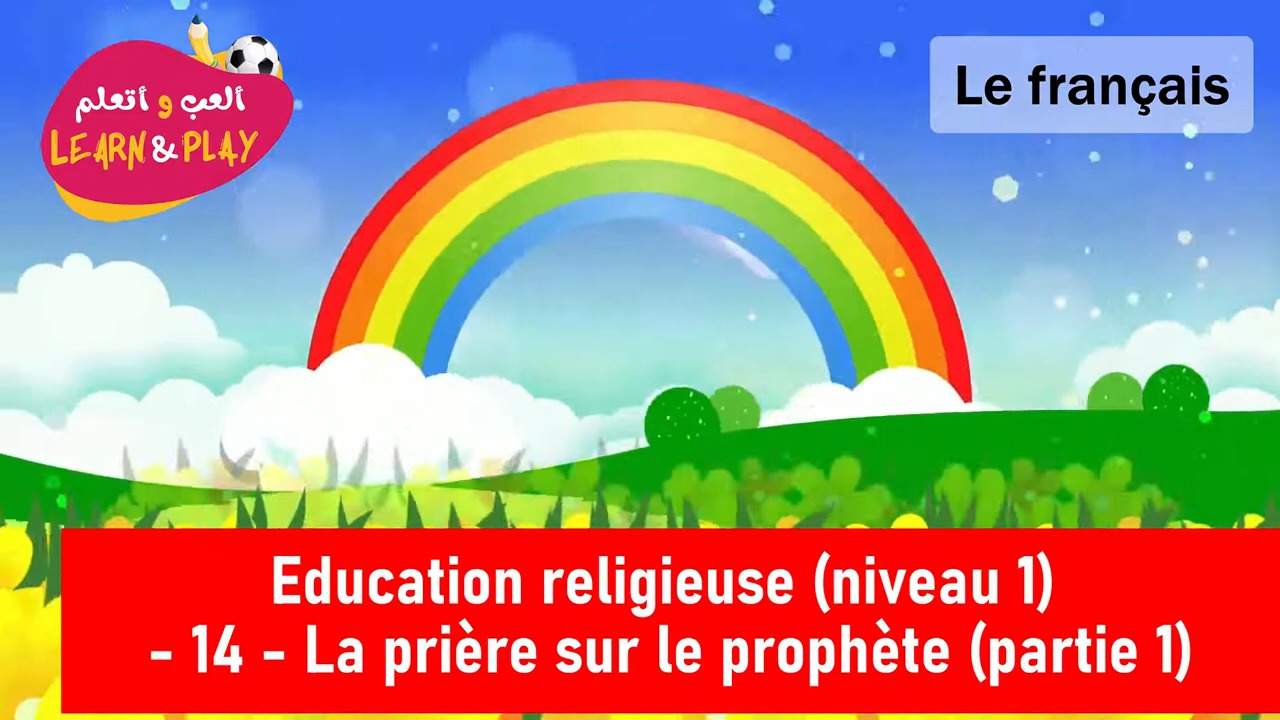 ألعب و أتعلم
LEARN & PLAY
Le français
Education religieuse (niveau 1)
- 14 - La prière sur le prophète (partie 1)